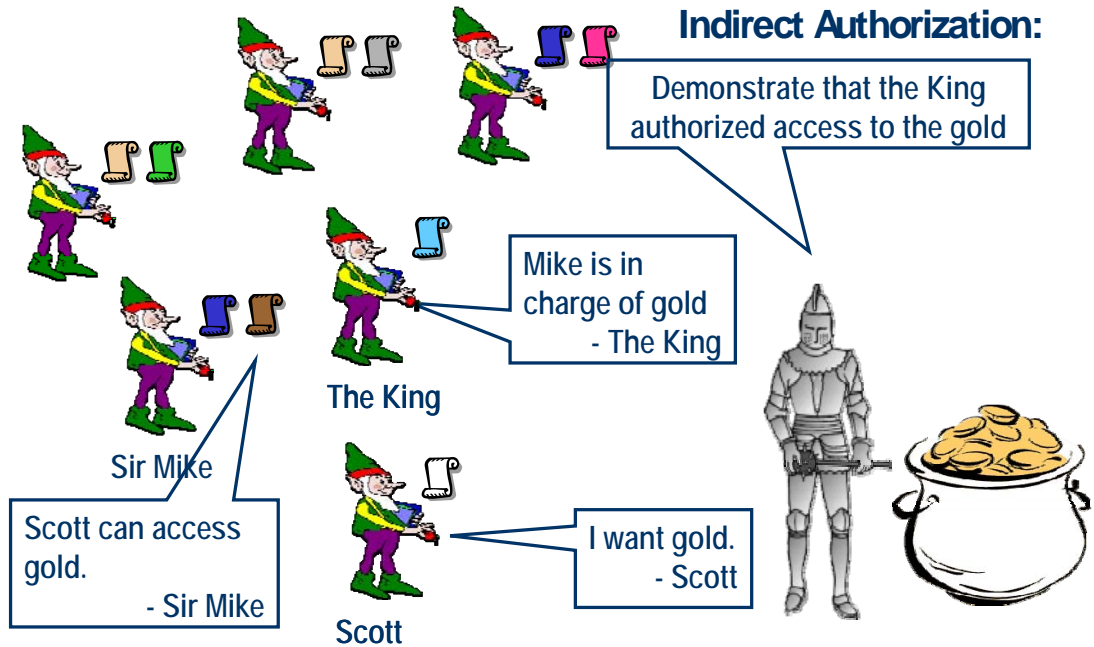 Indirect Authorization:
Demonstrate that the King
authorized access to the gold
Mike is in
charge of gold
- The King
The King
Sir Mike
Scott can access
gold.
- Sir Mike
I want gold.
- Scott
Scott